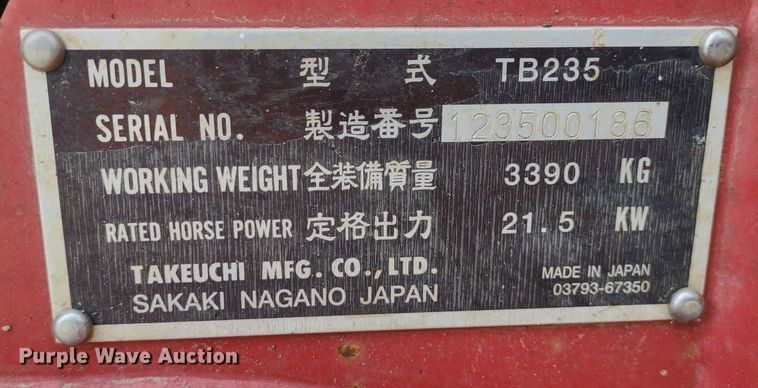 MODEL 型式 TB235
SERIAL NO. 製造番号 123500186
WORKING WEIGHT 全装備質量 3390 KG
RATED HORSE POWER 定格出力 21.5 KW
TAKEUCHI MFG. CO., LTD.
SAKAKI NAGANO JAPAN
MADE IN JAPAN
03793-67350
Purple Wave Auction